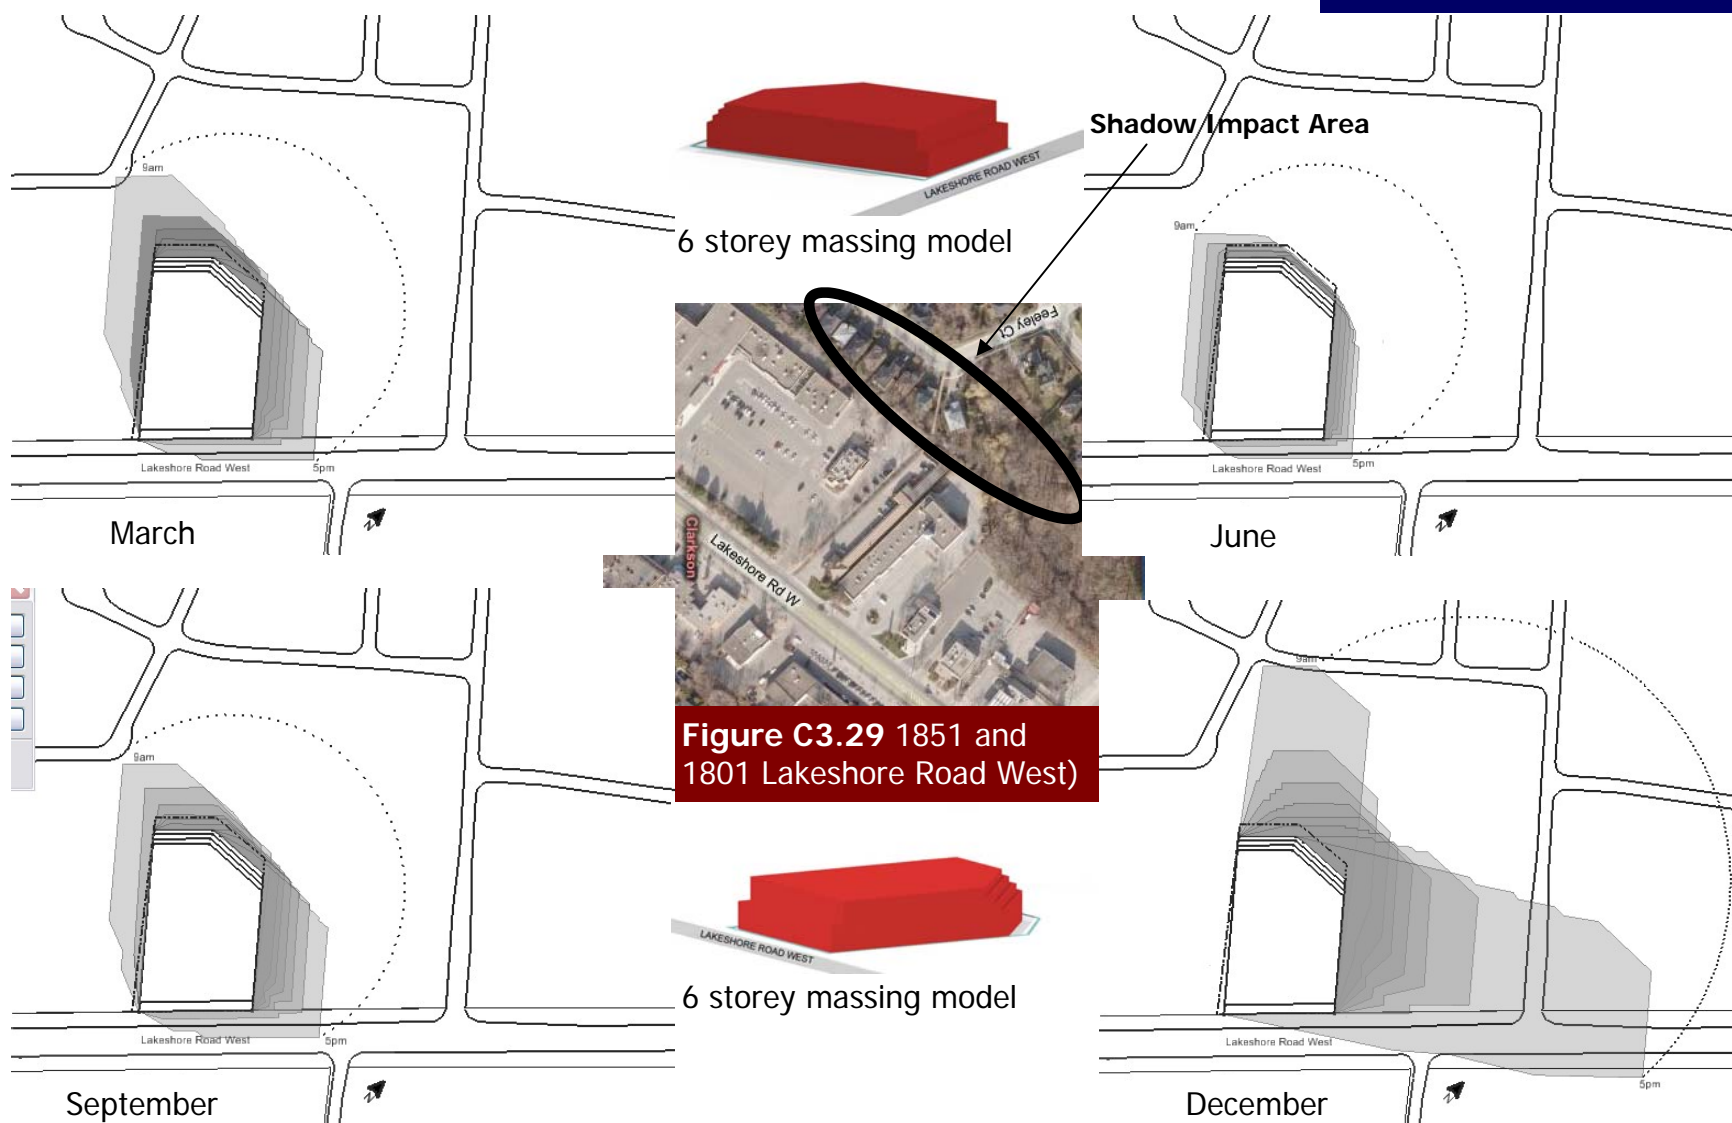 9am
Lakeshore Road West
5pm
N
March
LAKESHORE ROAD WEST
6 storey massing model
Shadow Impact Area
9am
Lakeshore Road West
5pm
N
June
Feeley Ct
Clarkson
Lakeshore Rd W
Figure C3.29 1851 and
1801 Lakeshore Road West)
9am
Lakeshore Road West
5pm
N
September
LAKESHORE ROAD WEST
6 storey massing model
9am
Lakeshore Road West
5pm
N
December